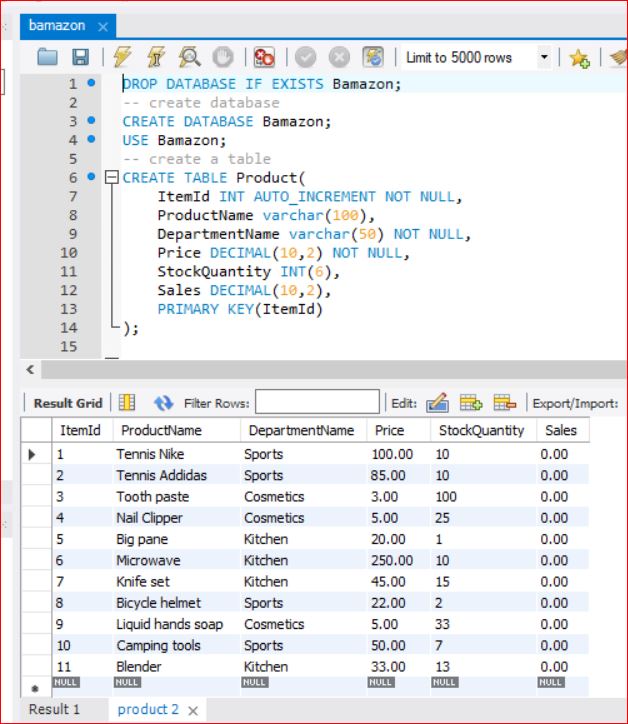 bamazon
Limit to 5000 rows
1 DROP DATABASE IF EXISTS Bamazon;
2 -- create database
3 CREATE DATABASE Bamazon;
4 USE Bamazon;
5 -- create a table
6 CREATE TABLE Product(
7 ItemId INT AUTO_INCREMENT NOT NULL,
8 ProductName varchar(100),
9 DepartmentName varchar(50) NOT NULL,
10 Price DECIMAL(10,2) NOT NULL,
11 StockQuantity INT(6),
12 Sales DECIMAL(10,2),
13 PRIMARY KEY(ItemId)
14 );
15
Result Grid Filter Rows: Edit: Export/Import:
ItemId ProductName DepartmentName Price StockQuantity Sales
1 Tennis Nike Sports 100.00 10 0.00
2 Tennis Addidas Sports 85.00 10 0.00
3 Tooth paste Cosmetics 3.00 100 0.00
4 Nail Clipper Cosmetics 5.00 25 0.00
5 Big pane Kitchen 20.00 1 0.00
6 Microwave Kitchen 250.00 10 0.00
7 Knife set Kitchen 45.00 15 0.00
8 Bicycle helmet Sports 22.00 2 0.00
9 Liquid hands soap Cosmetics 5.00 33 0.00
10 Camping tools Sports 50.00 7 0.00
11 Blender Kitchen 33.00 13 0.00
NULL NULL NULL NULL NULL NULL
Result 1 product 2